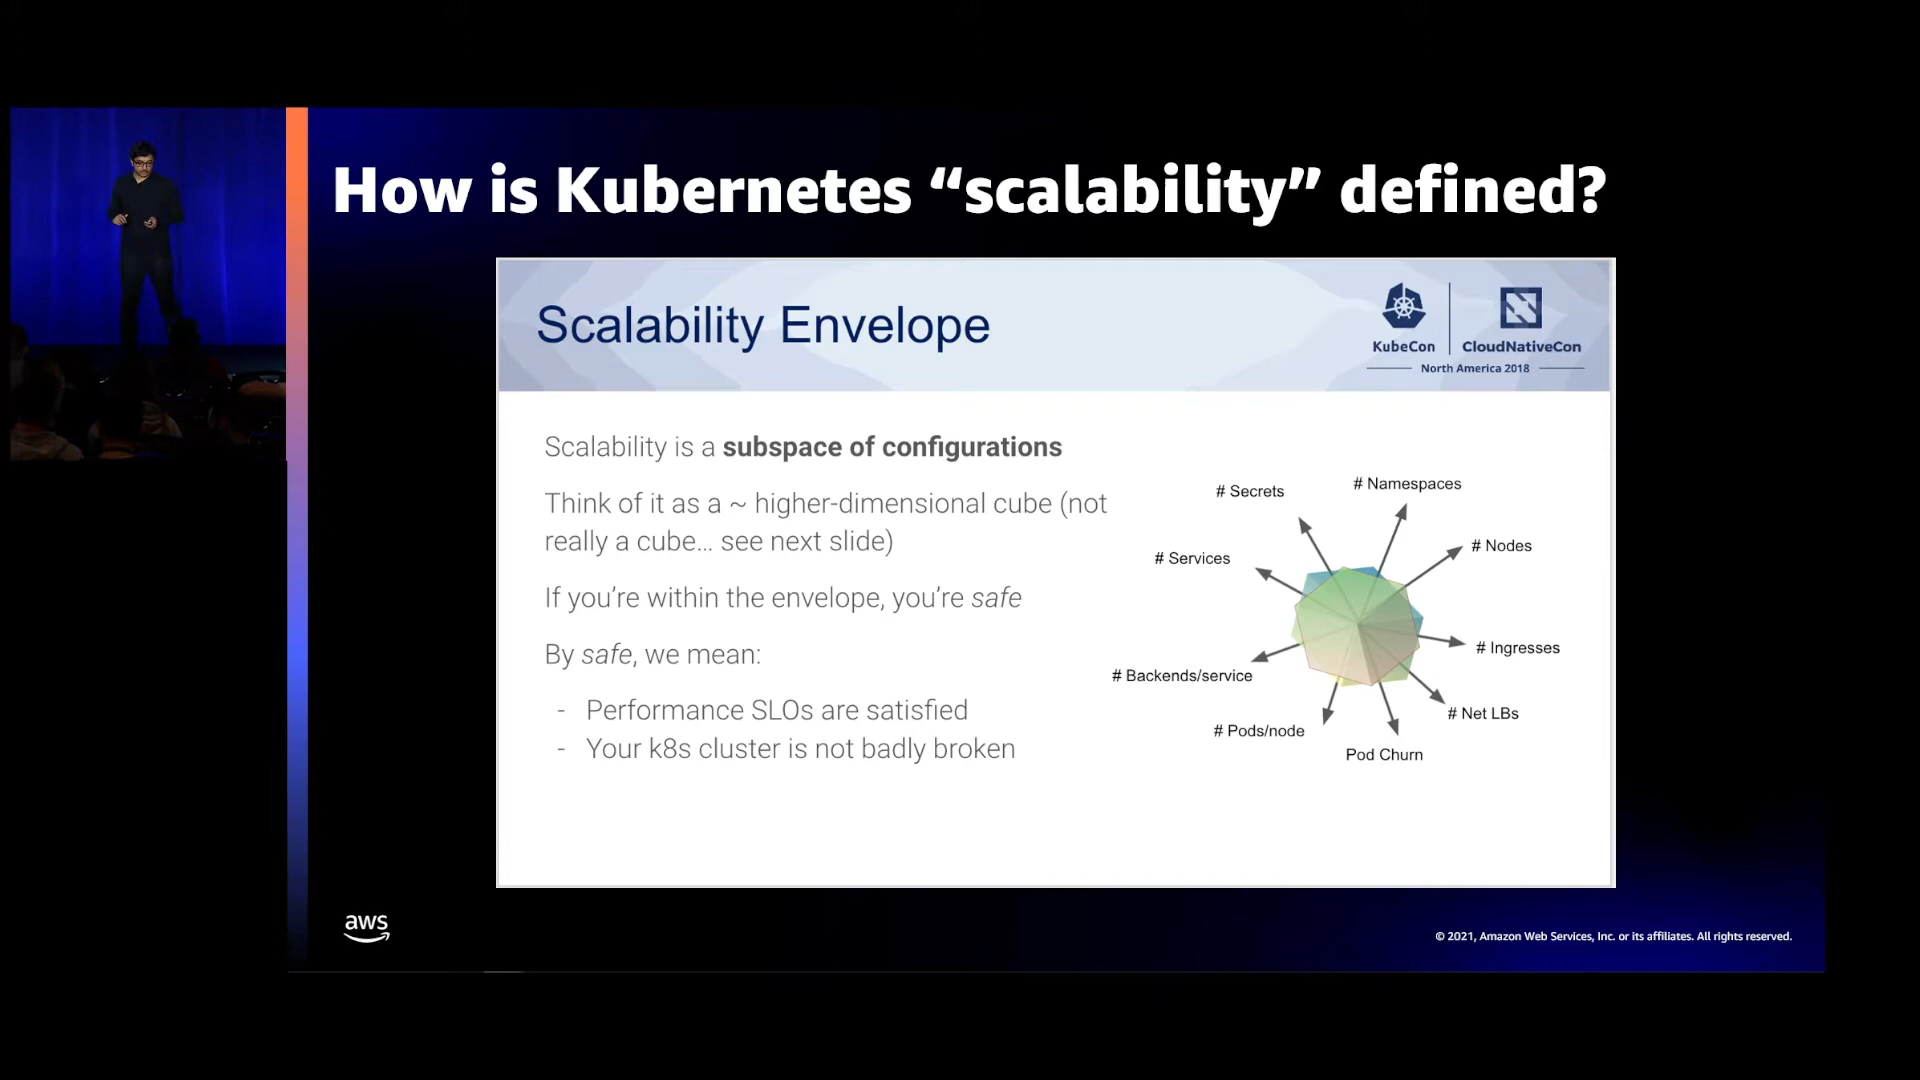 How is Kubernetes “scalability” defined?
Scalability Envelope
KubeCon
CloudNativeCon
North America 2018
Scalability is a subspace of configurations
Think of it as a ~ higher-dimensional cube (not
really a cube... see next slide)
If you’re within the envelope, you’re safe
By safe, we mean:
- Performance SLOs are satisfied
- Your k8s cluster is not badly broken
# Secrets
# Namespaces
# Services
# Nodes
# Backends/service
# Ingresses
# Pods/node
# Net LBs
Pod Churn
aws
© 2021, Amazon Web Services, Inc. or its affiliates. All rights reserved.